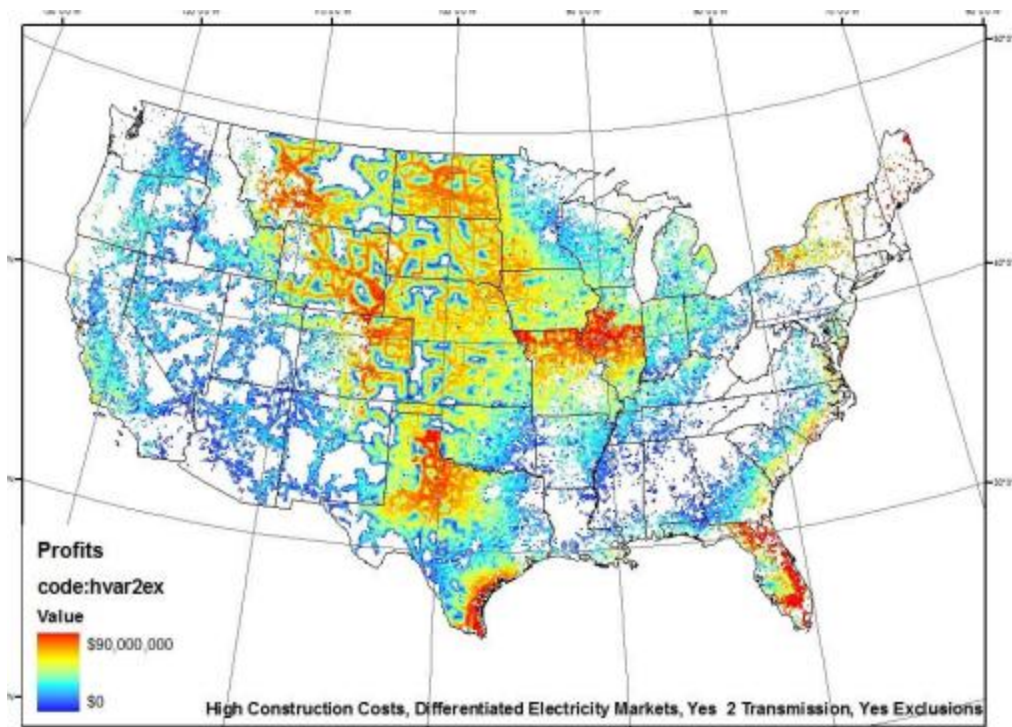 Profits
code:hvar2ex
Value
$90,000,000
$0
High Construction Costs, Differentiated Electricity Markets, Yes 2 Transmission, Yes Exclusions